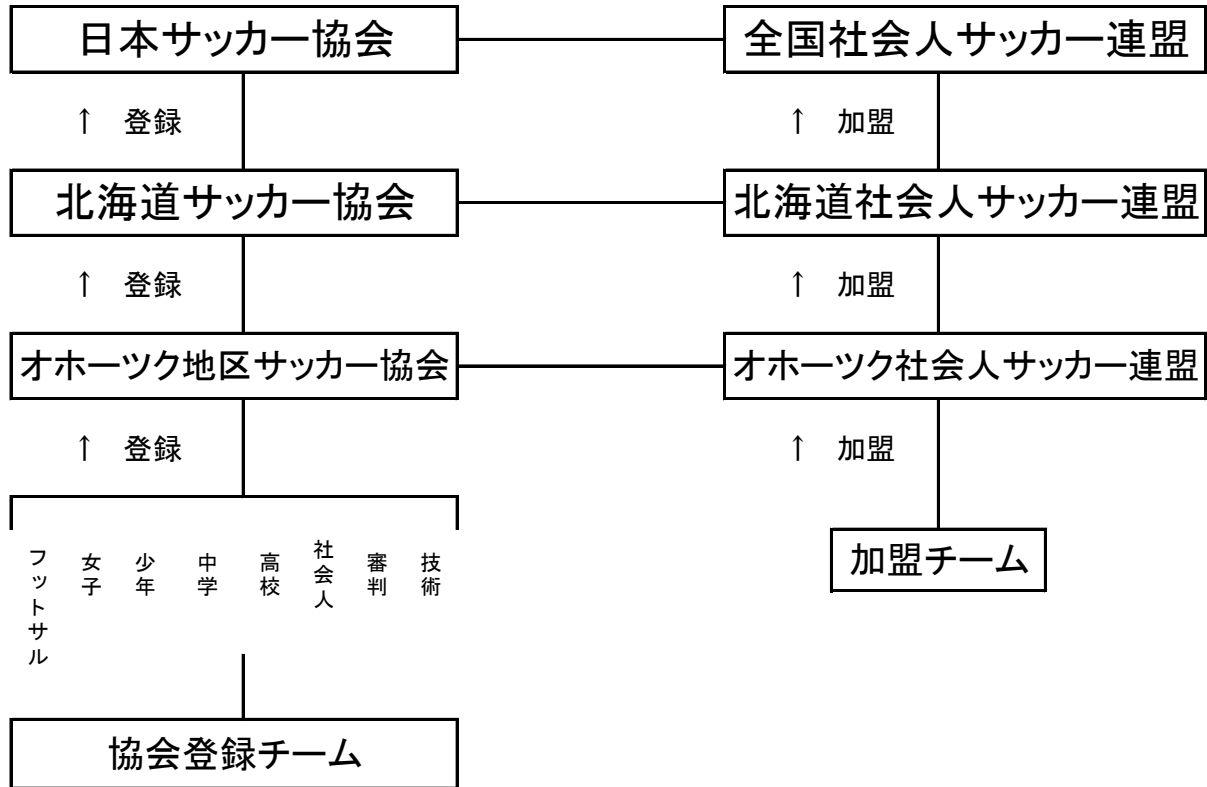 日本サッカー協会
全国社会人サッカー連盟
↑ 登録
↑ 加盟
北海道サッカー協会
北海道社会人サッカー連盟
↑ 登録
↑ 加盟
オホーツク地区サッカー協会
オホーツク社会人サッカー連盟
↑ 登録
↑ 加盟
フットサル
女子
少年
中学
高校
社会人
審判
技術
加盟チーム
協会登録チーム